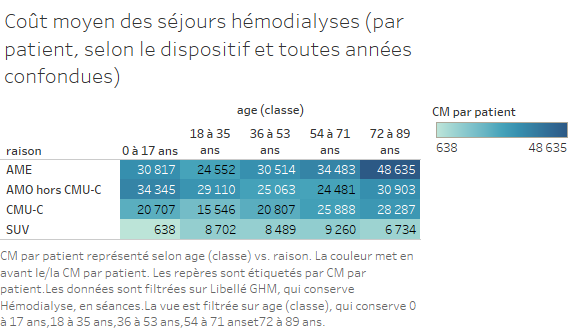 Coût moyen des séjours hémodialyses (par
patient, selon le dispositif et toutes années
confondues)
age (classe)
raison 0 à 17 ans 18 à 35 ans 36 à 53 ans 54 à 71 ans 72 à 89 ans
AME 30 817 24 552 30 514 34 483 48 635
AMO hors CMU-C 34 345 29 110 25 063 24 481 30 903
CMU-C 20 707 15 546 20 807 25 888 28 287
SUV 638 8 702 8 489 9 260 6 734
CM par patient
638 48 635
CM par patient représenté selon age (classe) vs. raison. La couleur met en
avant le/la CM par patient. Les repères sont étiquetés par CM par
patient.Les données sont filtrées sur Libellé GHM, qui conserve
Hémodialyse, en séances.La vue est filtrée sur age (classe), qui conserve 0
à 17 ans,18 à 35 ans,36 à 53 ans,54 à 71 anset72 à 89 ans.